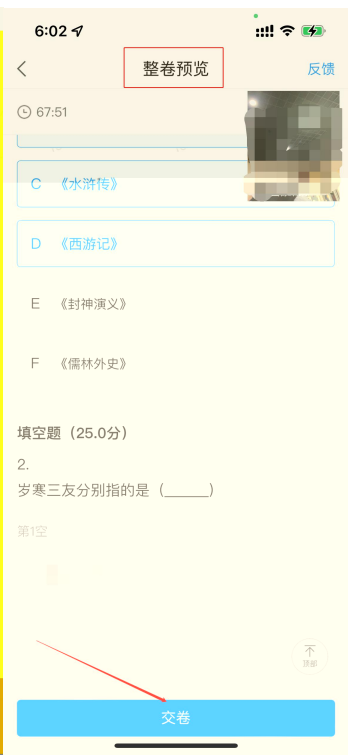 6:02
整卷预览
反馈
67:51
C 《水浒传》
D 《西游记》
E 《封神演义》
F 《儒林外史》
填空题（25.0分）
2.
岁寒三友分别指的是（______）
第1空
顶部
交卷